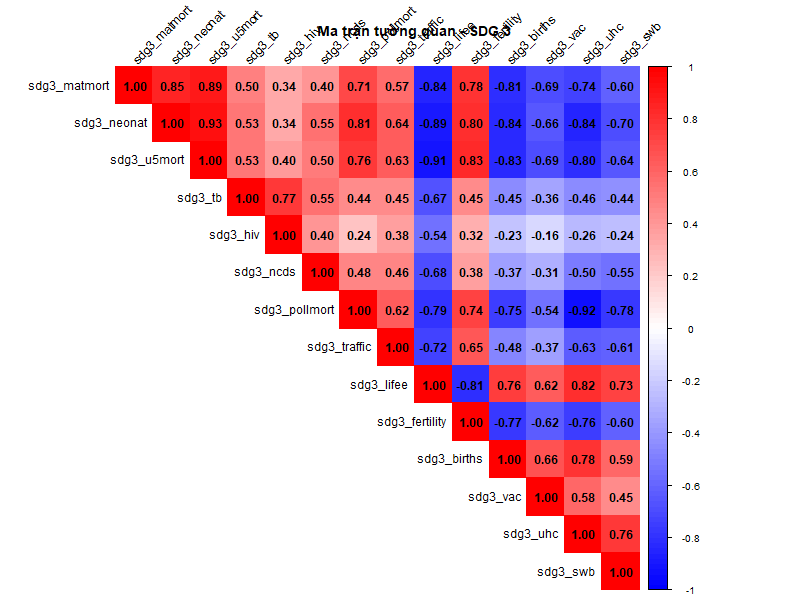 Ma trận tương quan - SDG 3
sdg3_matmort sdg3_neonat sdg3_u5mort sdg3_tb sdg3_hiv sdg3_ncds sdg3_pollmort sdg3_traffic sdg3_lifee sdg3_fertility sdg3_births sdg3_vac sdg3_uhc sdg3_swb
sdg3_matmort 1.00 0.85 0.89 0.50 0.34 0.40 0.71 0.57 -0.84 0.78 -0.81 -0.69 -0.74 -0.60
sdg3_neonat 1.00 0.93 0.53 0.34 0.55 0.81 0.64 -0.89 0.80 -0.84 -0.66 -0.84 -0.70
sdg3_u5mort 1.00 0.53 0.40 0.50 0.76 0.63 -0.91 0.83 -0.83 -0.69 -0.80 -0.64
sdg3_tb 1.00 0.77 0.55 0.44 0.45 -0.67 0.45 -0.45 -0.36 -0.46 -0.44
sdg3_hiv 1.00 0.40 0.24 0.38 -0.54 0.32 -0.23 -0.16 -0.26 -0.24
sdg3_ncds 1.00 0.48 0.46 -0.68 0.38 -0.37 -0.31 -0.50 -0.55
sdg3_pollmort 1.00 0.62 -0.79 0.74 -0.75 -0.54 -0.92 -0.78
sdg3_traffic 1.00 -0.72 0.65 -0.48 -0.37 -0.63 -0.61
sdg3_lifee 1.00 -0.81 0.76 0.62 0.82 0.73
sdg3_fertility 1.00 -0.77 -0.62 -0.76 -0.60
sdg3_births 1.00 0.66 0.78 0.59
sdg3_vac 1.00 0.58 0.45
sdg3_uhc 1.00 0.76
sdg3_swb 1.00
1
0.8
0.6
0.4
0.2
0
-0.2
-0.4
-0.6
-0.8
-1